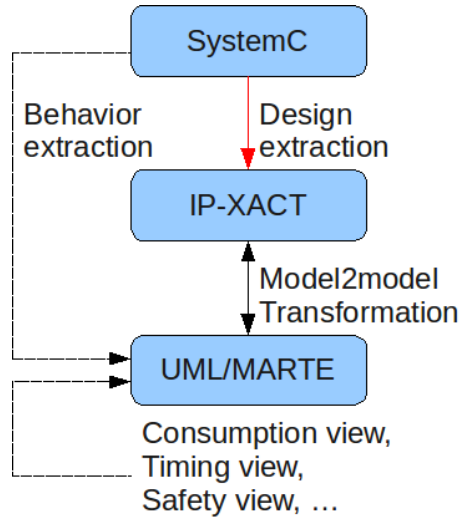 SystemC
Behavior
extraction
Design
extraction
IP-XACT
Model2model
Transformation
UML/MARTE
Consumption view,
Timing view,
Safety view, ...